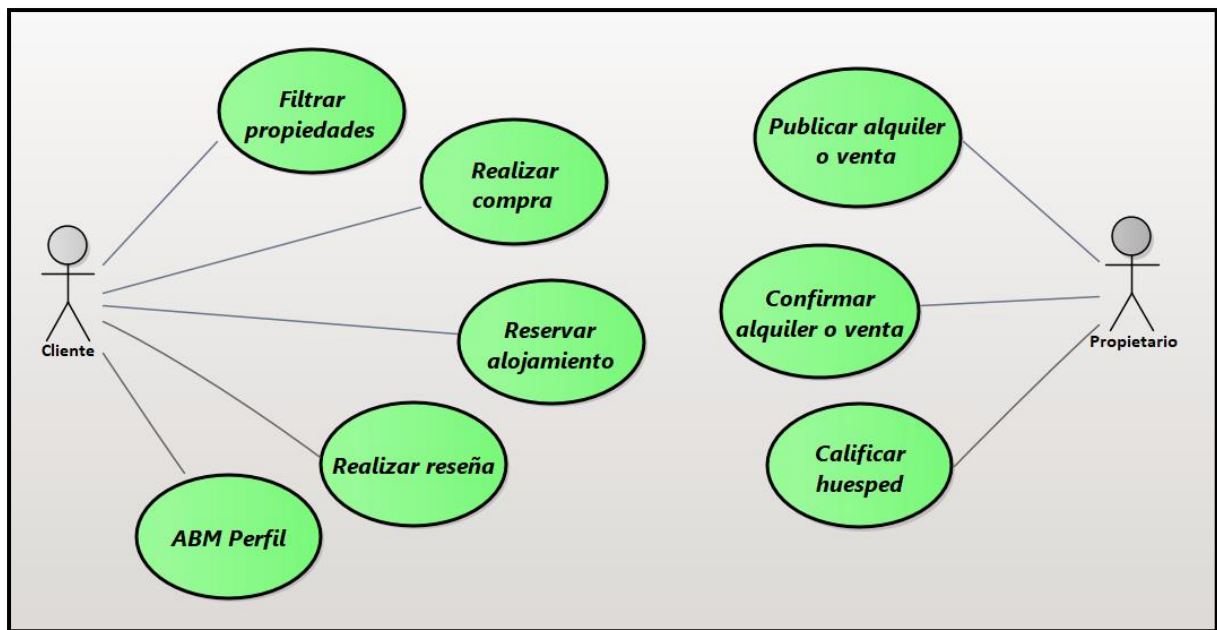 Filtrar
propiedades
Realizar
compra
Reservar
alojamiento
Realizar reseña
ABM Perfil
Cliente
Publicar alquiler
o venta
Confirmar
alquiler o venta
Calificar
huesped
Propietario